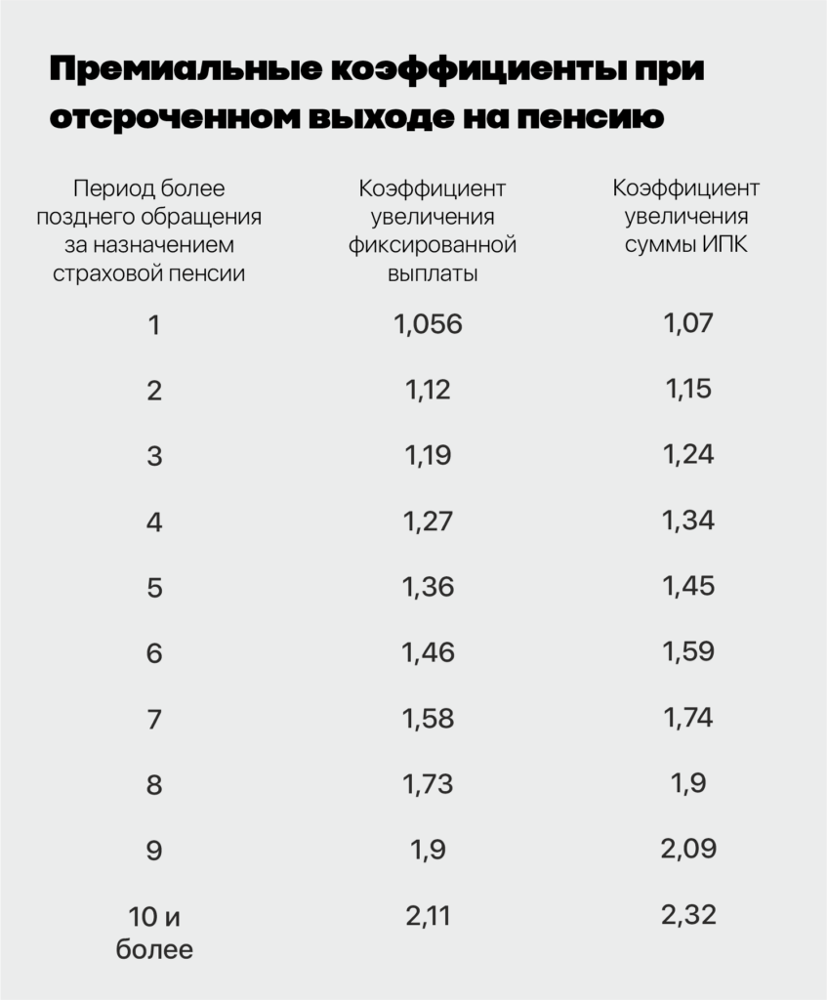 Премиальные коэффициенты при
отсроченном выходе на пенсию
Период более
позднего обращения
за назначением
страховой пенсии
Коэффициент
увеличения
фиксированной
выплаты
Коэффициент
увеличения
суммы ИПК
1 1,056 1,07
2 1,12 1,15
3 1,19 1,24
4 1,27 1,34
5 1,36 1,45
6 1,46 1,59
7 1,58 1,74
8 1,73 1,9
9 1,9 2,09
10 и 2,11 2,32
более